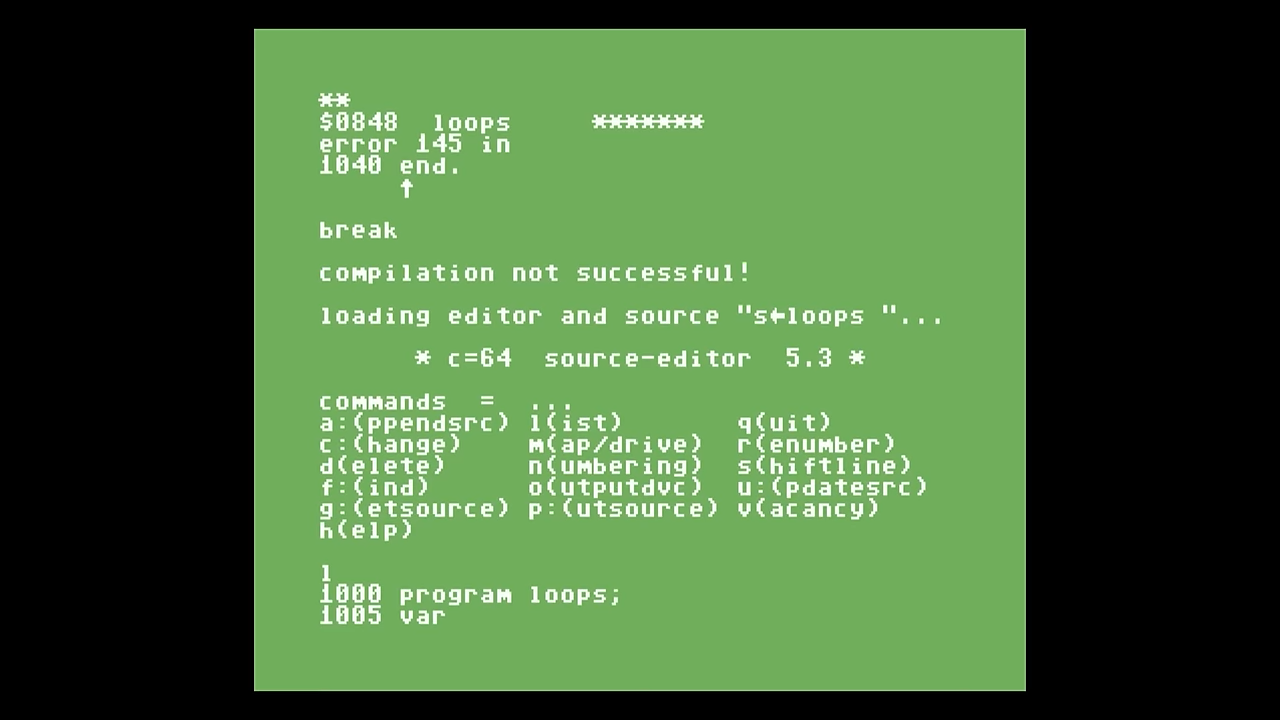 **
$0848  loops     *******
error 145 in
1040 end.
↑
break
compilation not successful!
loading editor and source "s←loops "...
* c=64  source-editor  5.3 *
commands  =  ...
a:(ppendsrc) l(ist)       q(uit)
c:(hange)    m(ap/drive)  r(enumber)
d(elete)     n(umbering)  s(hiftline)
f:(ind)      o(utputdvc)  u:(pdatesrc)
g:(etsource) p:(utsource) v(acancy)
h(elp)
l
1000 program loops;
1005 var